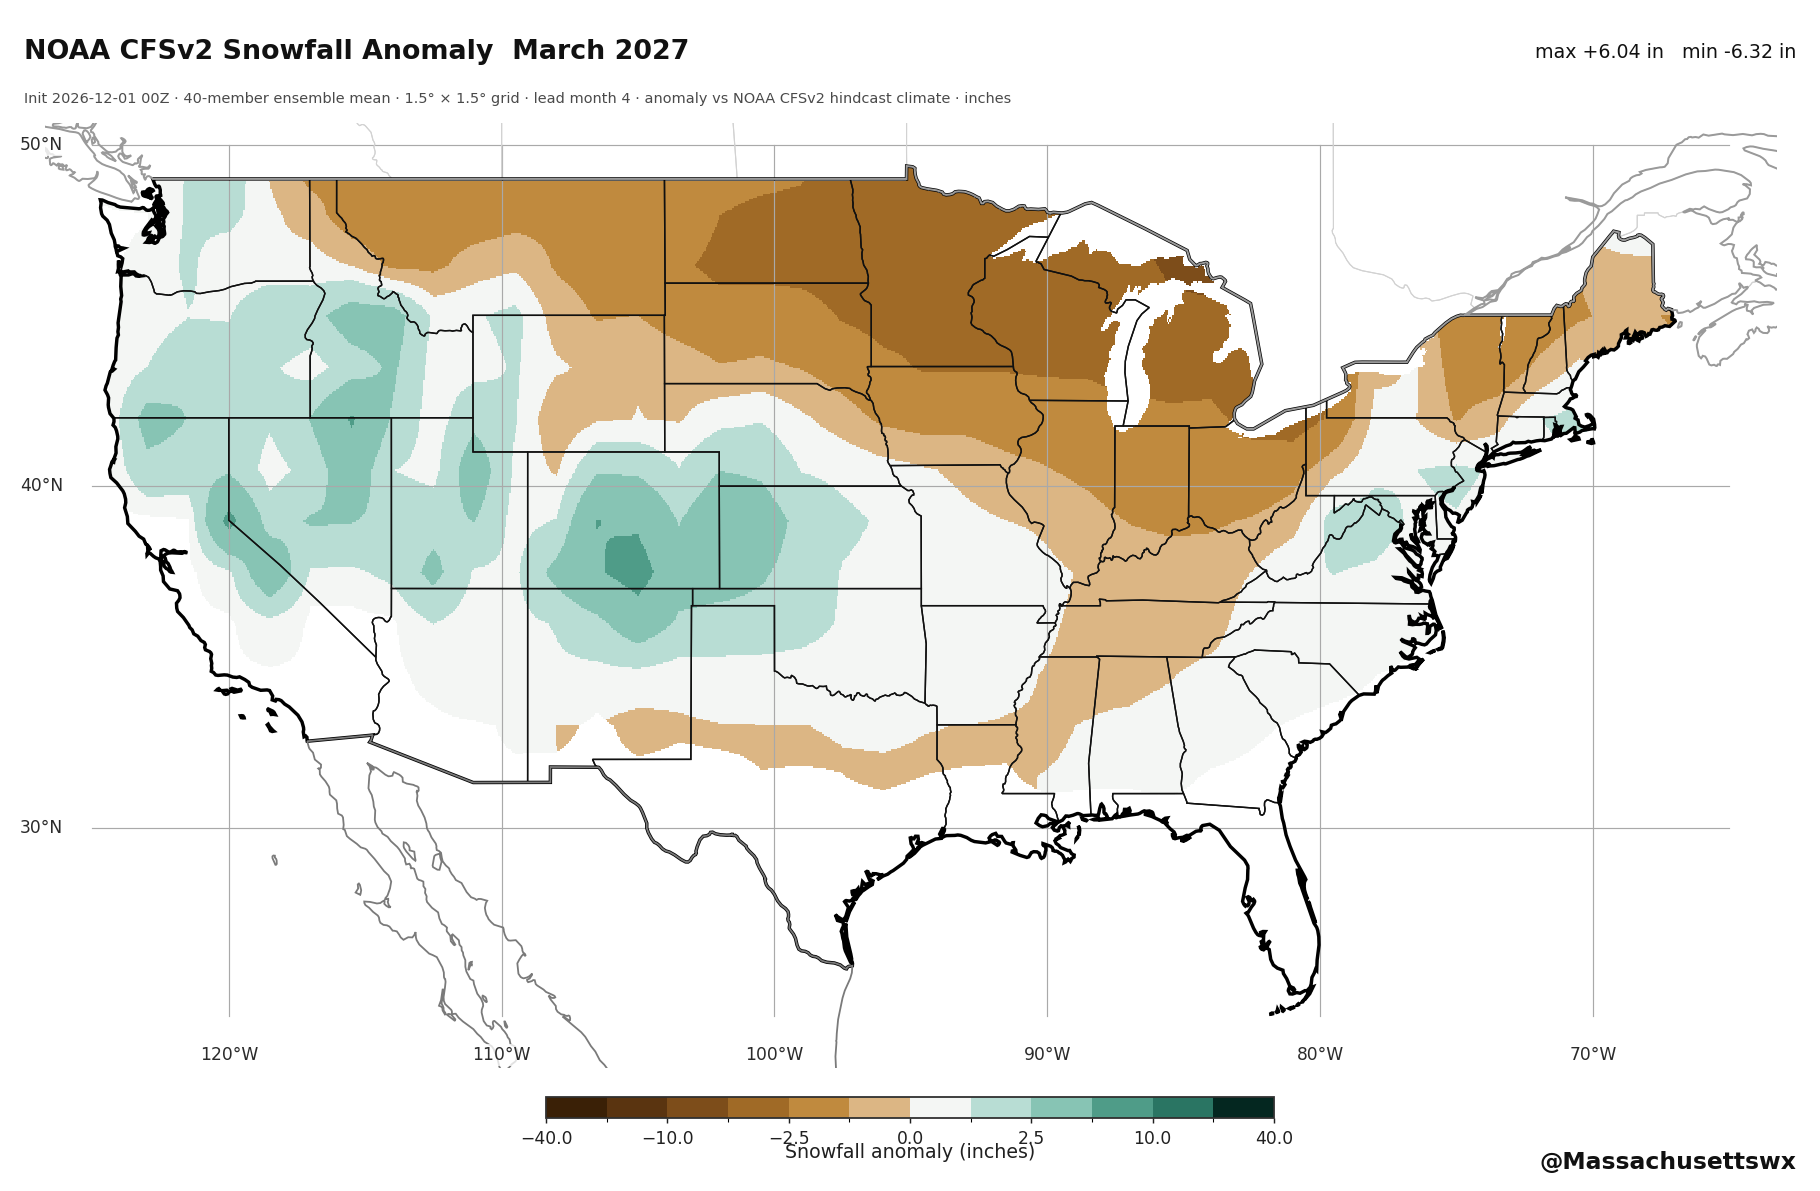 NOAA CFSv2 Snowfall Anomaly  March 2027
max +6.04 in   min -6.32 in
Init 2026-12-01 00Z · 40-member ensemble mean · 1.5° × 1.5° grid · lead month 4 · anomaly vs NOAA CFSv2 hindcast climate · inches
50°N
40°N
30°N
120°W 110°W 100°W 90°W 80°W 70°W
−40.0 −10.0 −2.5 0.0 2.5 10.0 40.0
Snowfall anomaly (inches)
@Massachusettswx